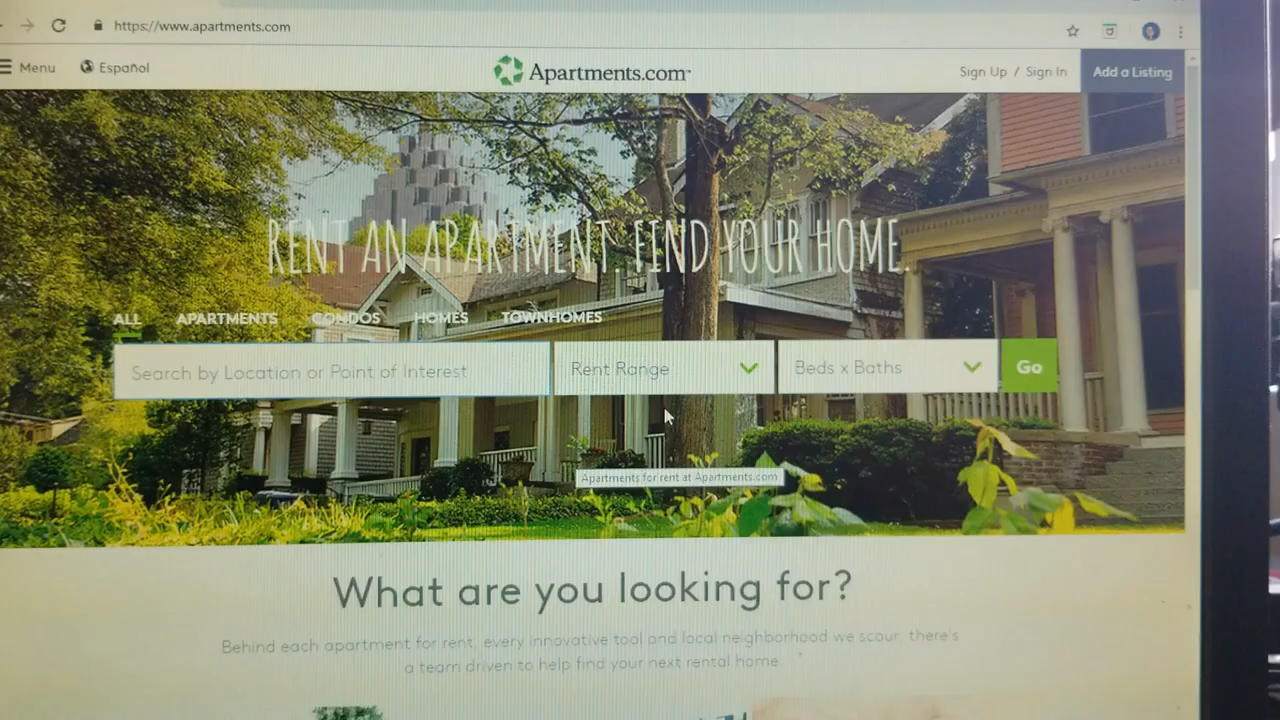 https://www.apartments.com
Menu
Español
Apartments.com™
Sign Up / Sign In
Add a Listing
RENT AN APARTMENT. FIND YOUR HOME.
ALL APARTMENTS CONDOS HOMES TOWNHOMES
Search by Location or Point of Interest
Rent Range
Beds x Baths
Go
Apartments for rent at Apartments.com
What are you looking for?
Behind each apartment for rent, every innovative tool and local neighborhood we scour, there's
a team driven to help find your next rental home.